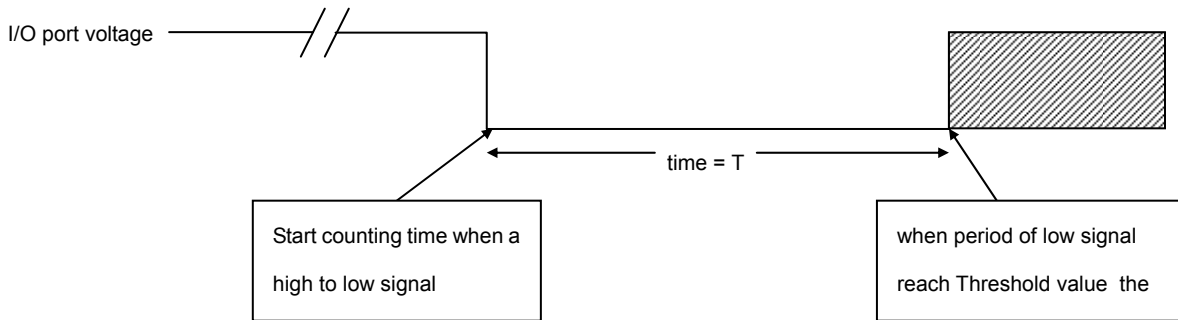 I/O port voltage
time = T
Start counting time when a
high to low signal
when period of low signal
reach Threshold value  the